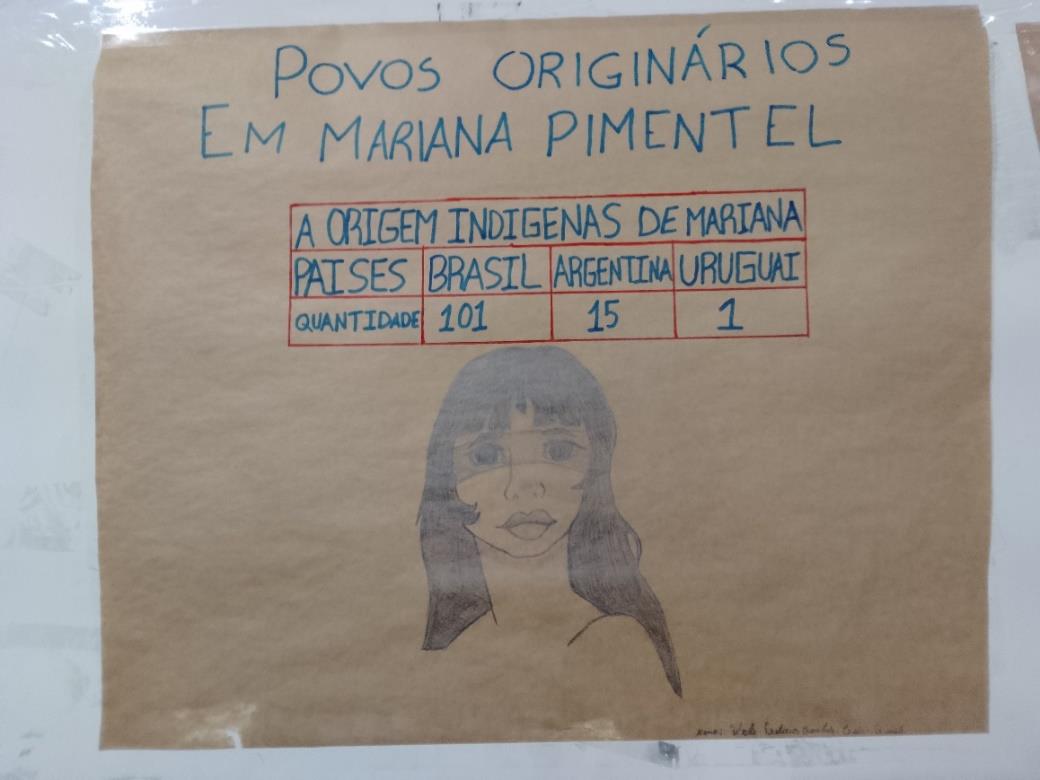 POVOS ORIGINÁRIOS
EM MARIANA PIMENTEL
A ORIGEM INDIGENAS DE MARIANA
PAISES BRASIL ARGENTINA URUGUAI
QUANTIDADE 101 15 1